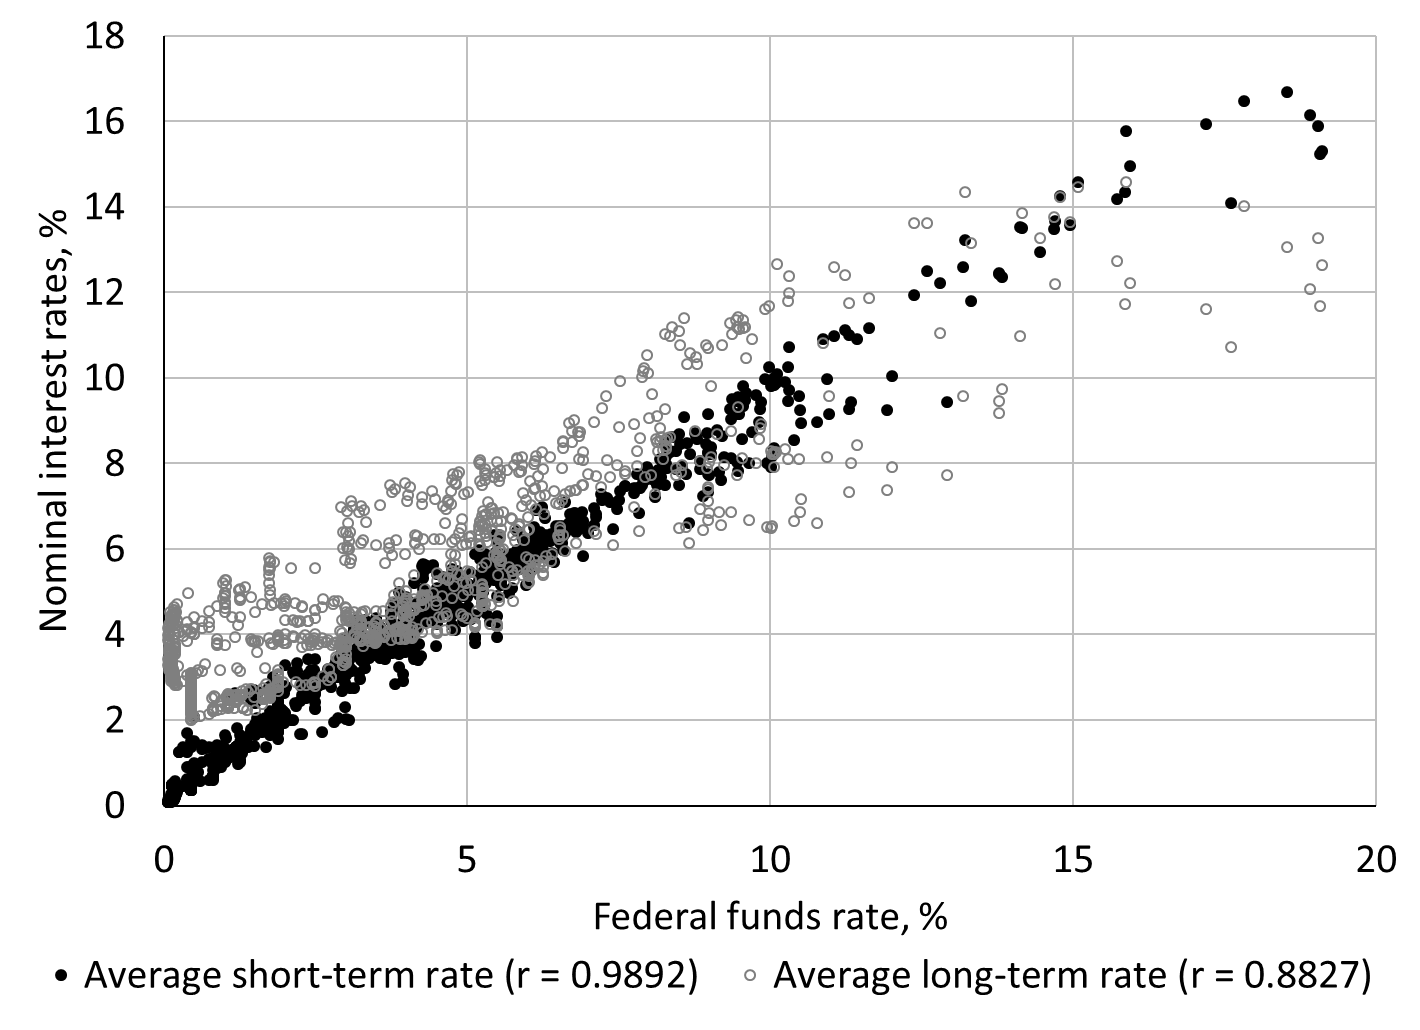 18
16
14
12
10
8
6
4
2
0
Nominal interest rates, %
0 5 10 15 20
Federal funds rate, %
Average short-term rate (r = 0.9892) Average long-term rate (r = 0.8827)